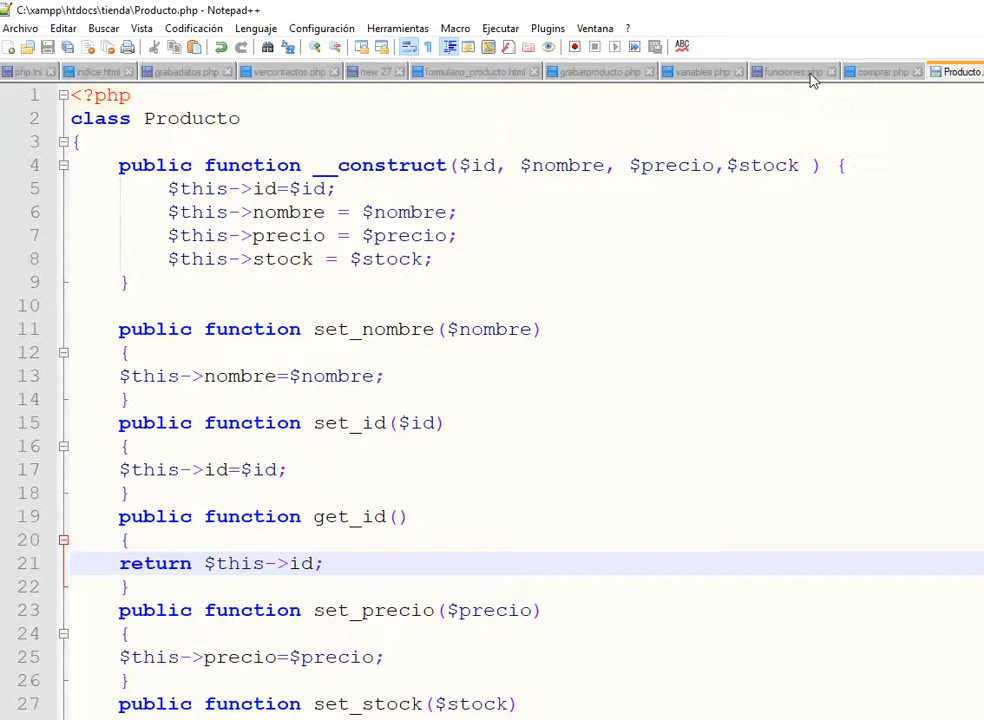 C:\xampp\htdocs\tienda\Producto.php - Notepad++
Archivo Editar Buscar Vista Codificación Lenguaje Configuración Herramientas Macro Ejecutar Plugins Ventana ?
php.ini indice.html grabadatos.php vercontactos.php new 27 formulario_producto.html grabarproducto.php variables.php funciones.php comprar.php Producto.
1 <?php
2 class Producto
3 {
4 public function __construct($id, $nombre, $precio,$stock ) {
5 $this->id=$id;
6 $this->nombre = $nombre;
7 $this->precio = $precio;
8 $this->stock = $stock;
9 }
10
11 public function set_nombre($nombre)
12 {
13 $this->nombre=$nombre;
14 }
15 public function set_id($id)
16 {
17 $this->id=$id;
18 }
19 public function get_id()
20 {
21 return $this->id;
22 }
23 public function set_precio($precio)
24 {
25 $this->precio=$precio;
26 }
27 public function set_stock($stock)